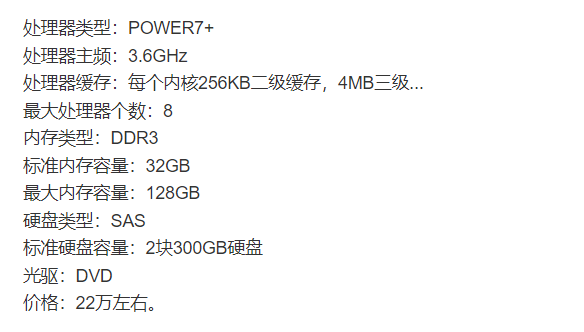 处理器类型：POWER7+
处理器主频：3.6GHz
处理器缓存：每个内核256KB二级缓存，4MB三级...
最大处理器个数：8
内存类型：DDR3
标准内存容量：32GB
最大内存容量：128GB
硬盘类型：SAS
标准硬盘容量：2块300GB硬盘
光驱：DVD
价格：22万左右。